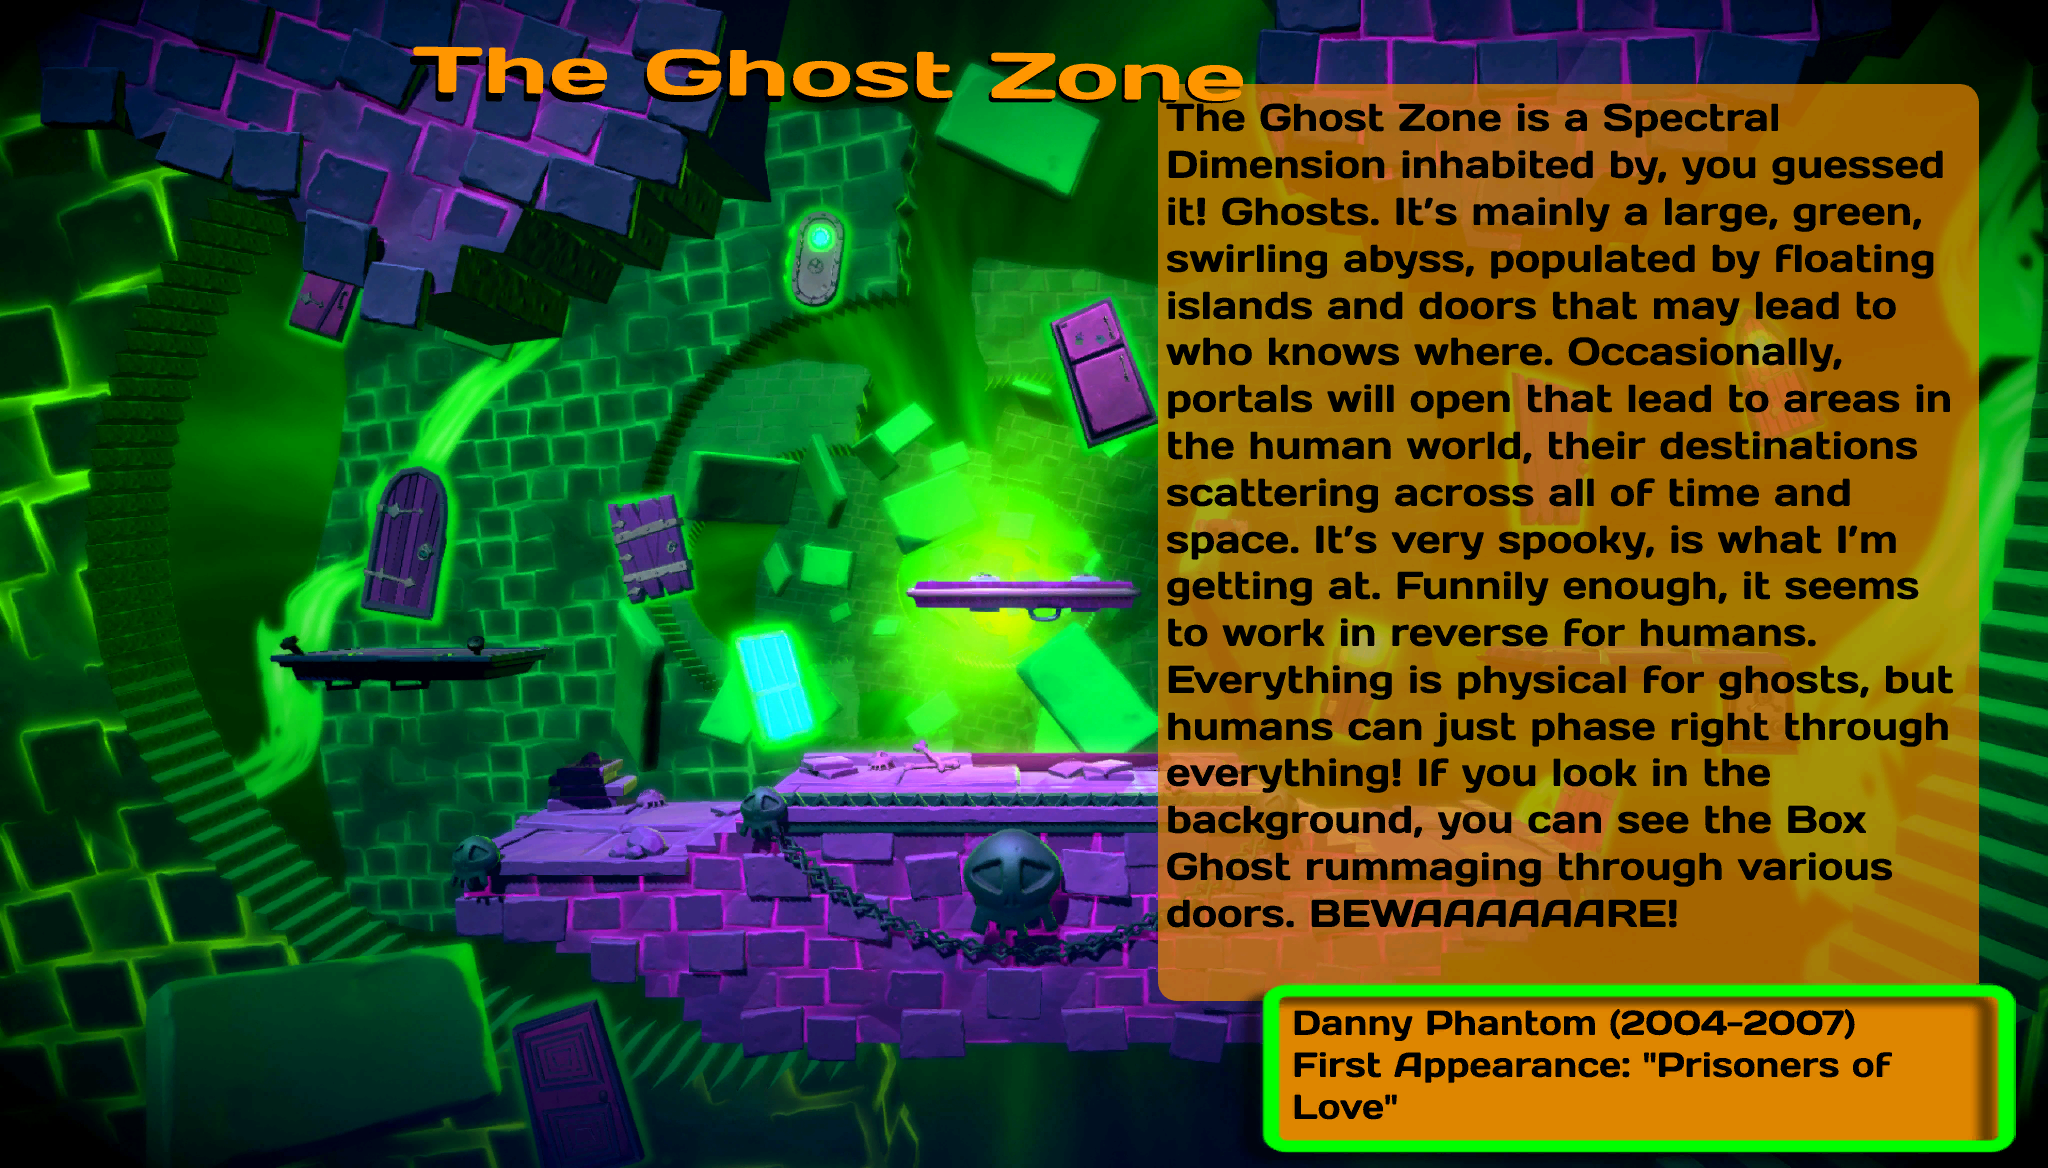 The Ghost Zone
The Ghost Zone is a Spectral
Dimension inhabited by, you guessed
it! Ghosts. It’s mainly a large, green,
swirling abyss, populated by floating
islands and doors that may lead to
who knows where. Occasionally,
portals will open that lead to areas in
the human world, their destinations
scattering across all of time and
space. It’s very spooky, is what I’m
getting at. Funnily enough, it seems
to work in reverse for humans.
Everything is physical for ghosts, but
humans can just phase right through
everything! If you look in the
background, you can see the Box
Ghost rummaging through various
doors. BEWAAAAAAARE!
Danny Phantom (2004-2007)
First Appearance: "Prisoners of
Love"